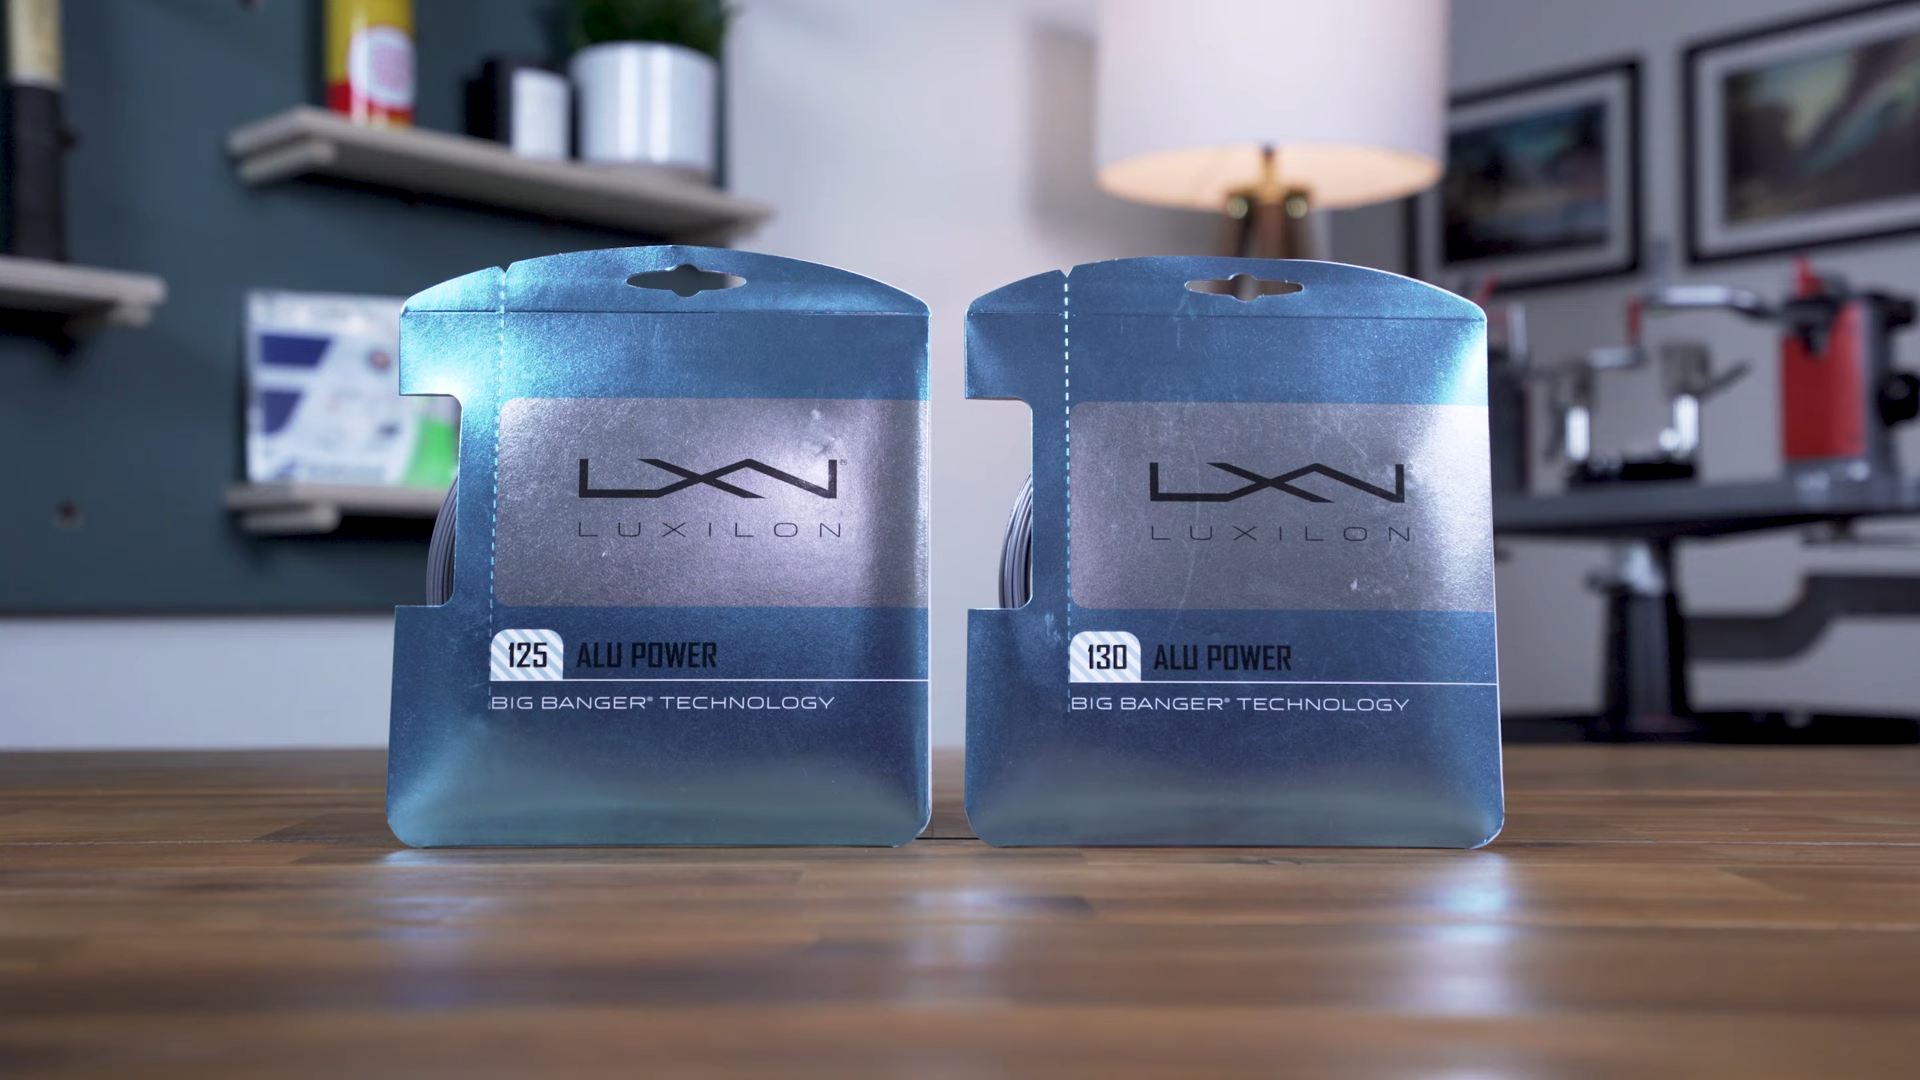 LXN®
LUXILON
125 ALU POWER
BIG BANGER® TECHNOLOGY
LXN
LUXILON
130 ALU POWER
BIG BANGER® TECHNOLOGY